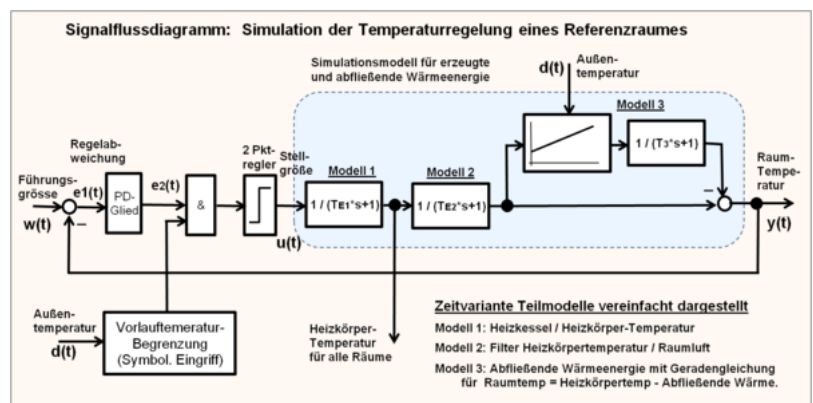 Signalflussdiagramm: Simulation der Temperaturregelung eines Referenzraumes
Simulationsmodell für erzeugte
und abfließende Wärmeenergie
Außen-
temperatur
d(t)
Modell 3
Regelab-
weichung
2 Pkt-
regler
Stell-
größe
Modell 1
Modell 2
1 / (T3*s+1)
Raum-
Tempe-
ratur
Führungs-
grösse
w(t)
e1(t)
PD-
Glied
e2(t)
&
u(t)
1 / (TE1*s+1)
1 / (TE2*s+1)
–
–
y(t)
Außen-
temperatur
d(t)
Vorlauftemeratur-
Begrenzung
(Symbol. Eingriff)
Heizkörper-
Temperatur
für alle Räume
Zeitvariante Teilmodelle vereinfacht dargestellt
Modell 1: Heizkessel / Heizkörper-Temperatur
Modell 2: Filter Heizkörpertemperatur / Raumluft
Modell 3: Abfließende Wärmeenergie mit Geradengleichung
für Raumtemp = Heizkörpertemp - Abfließende Wärme.